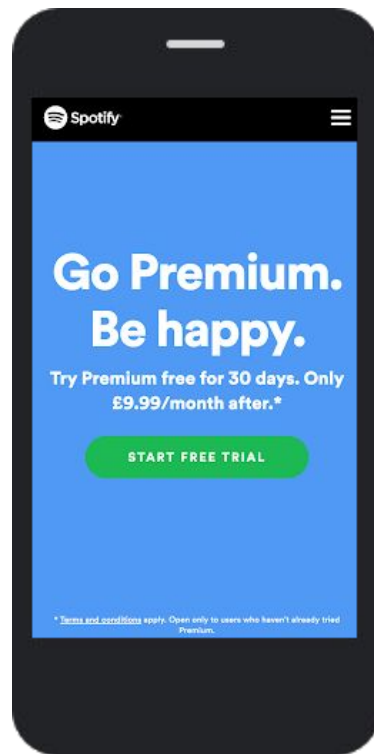 Spotify
Go Premium.
Be happy.
Try Premium free for 30 days. Only
£9.99/month after.*
START FREE TRIAL
* Terms and conditions apply. Open only to users who haven't already tried
Premium.